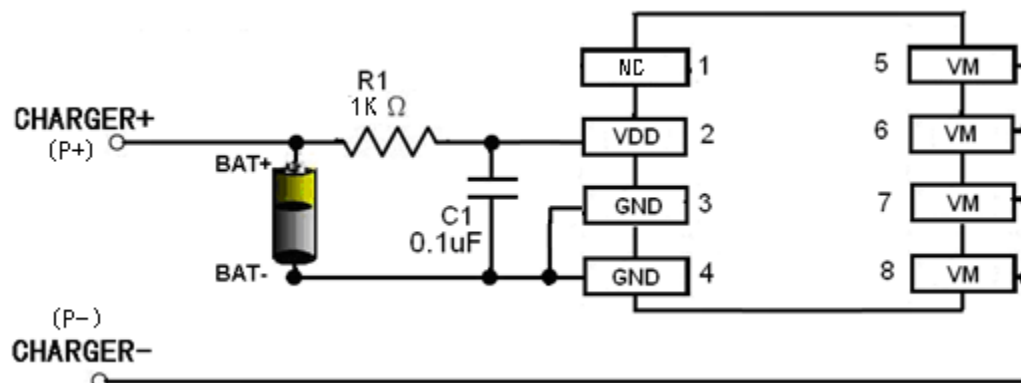 R1
1K Ω
CHARGER+
(P+)
BAT+
BAT-
C1
0.1uF
NC 1
VDD 2
GND 3
GND 4
5 VM
6 VM
7 VM
8 VM
(P-)
CHARGER-